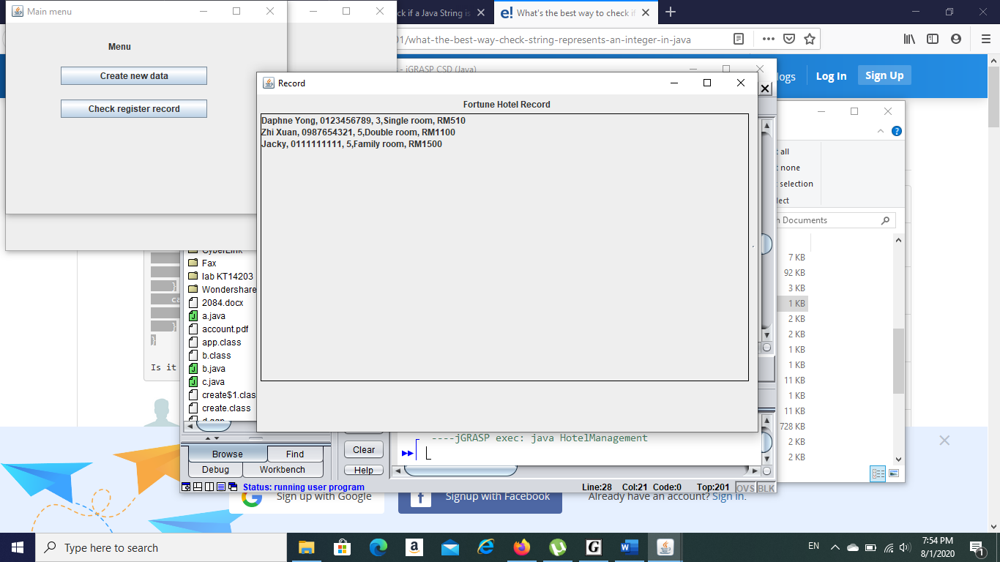 Main menu
Menu
Create new data
Check register record
ck if a Java String is
e! What's the best way to check if
01/what-the-best-way-check-string-represents-an-integer-in-java
- jGRASP CSD (Java)
logs
Log In
Sign Up
Record
Fortune Hotel Record
Daphne Yong, 0123456789, 3,Single room, RM510
Zhi Xuan, 0987654321, 5,Double room, RM1100
Jacky, 0111111111, 5,Family room, RM1500
all
none
selection
Documents
7 KB
92 KB
3 KB
1 KB
2 KB
2 KB
1 KB
1 KB
11 KB
1 KB
11 KB
728 KB
2 KB
2 KB
CyberLink
Fax
lab KT14203
Wondershare
2084.docx
a.java
account.pdf
app.class
b.class
b.java
c.java
create$1.clas
create.class
}
ca
}
}
Is it
Browse
Find
Debug
Workbench
Clear
Help
----jGRASP exec: java HotelManagement
Status: running user program
Line:28 Col:21 Code:0 Top:201
OVS BLK
Sign up with Google
Signup with Facebook
Already have an account? Sign in.
Type here to search
EN
7:54 PM
8/1/2020
1